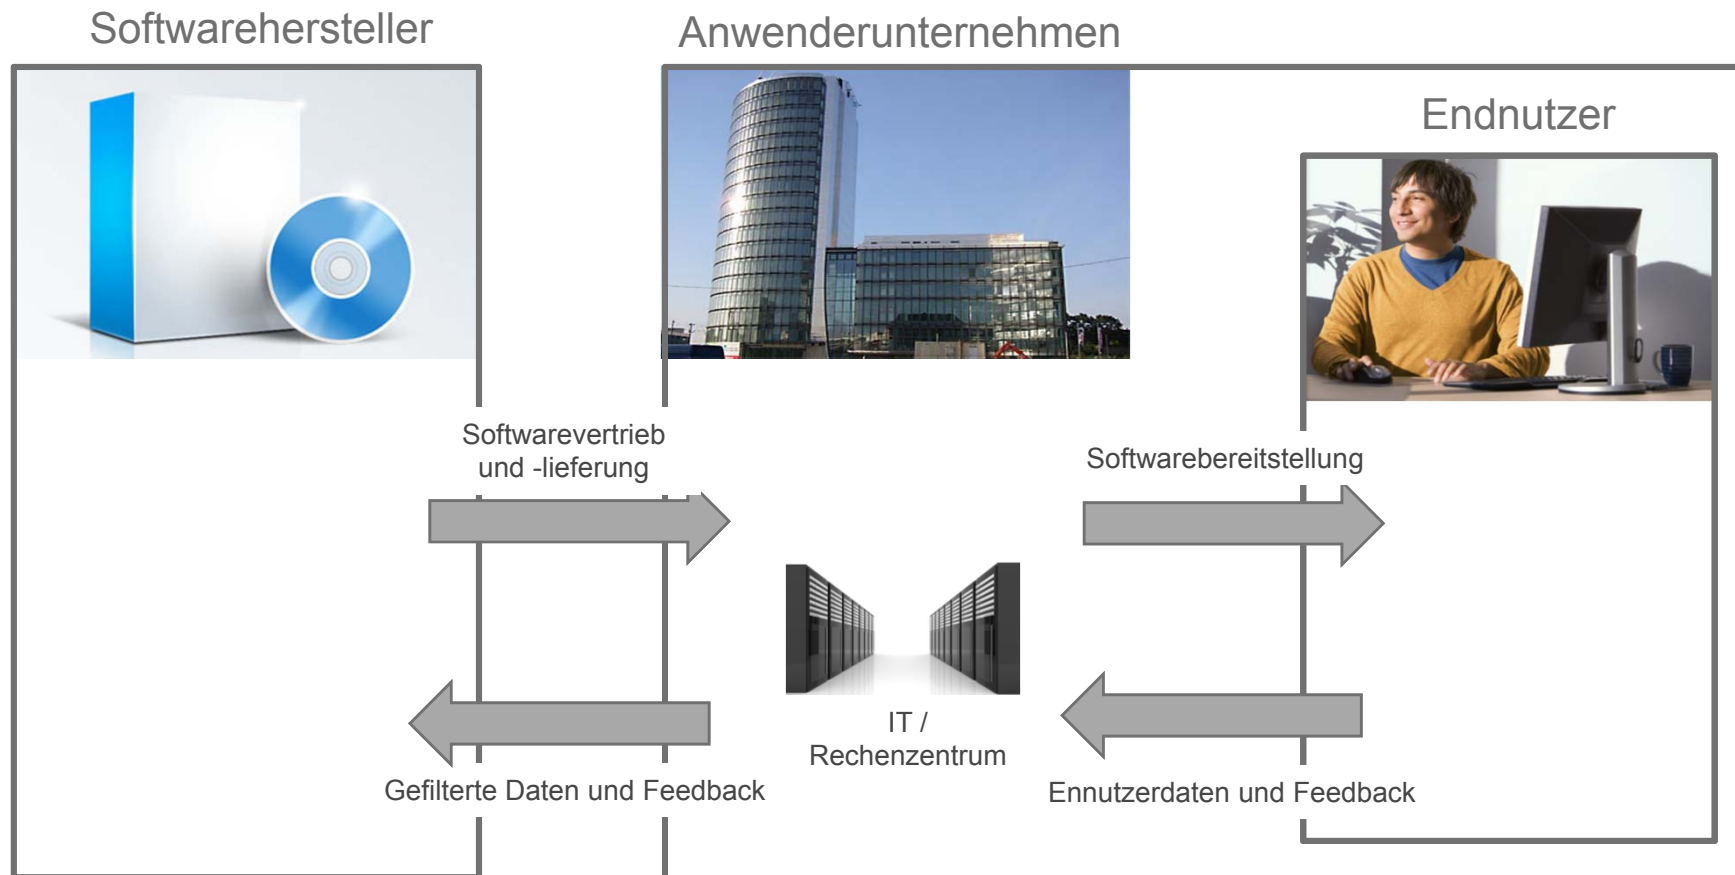 Softwarehersteller
Anwenderunternehmen
Endnutzer
Softwarevertrieb
und -lieferung
Softwarebereitstellung
IT /
Rechenzentrum
Gefilterte Daten und Feedback
Ennutzerdaten und Feedback